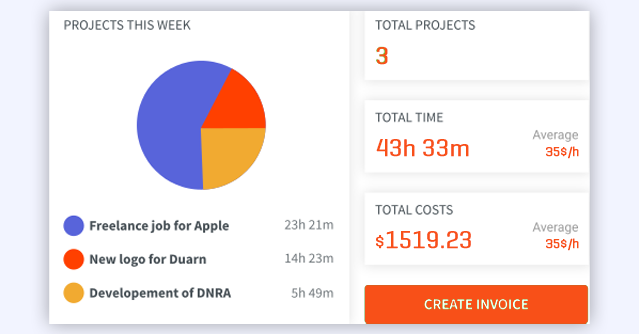 PROJECTS THIS WEEK
Freelance job for Apple 23h 21m
New logo for Duarn 14h 23m
Developement of DNRA 5h 49m
TOTAL PROJECTS
3
TOTAL TIME
43h 33m
Average
35$/h
TOTAL COSTS
$1519.23
Average
35$/h
CREATE INVOICE